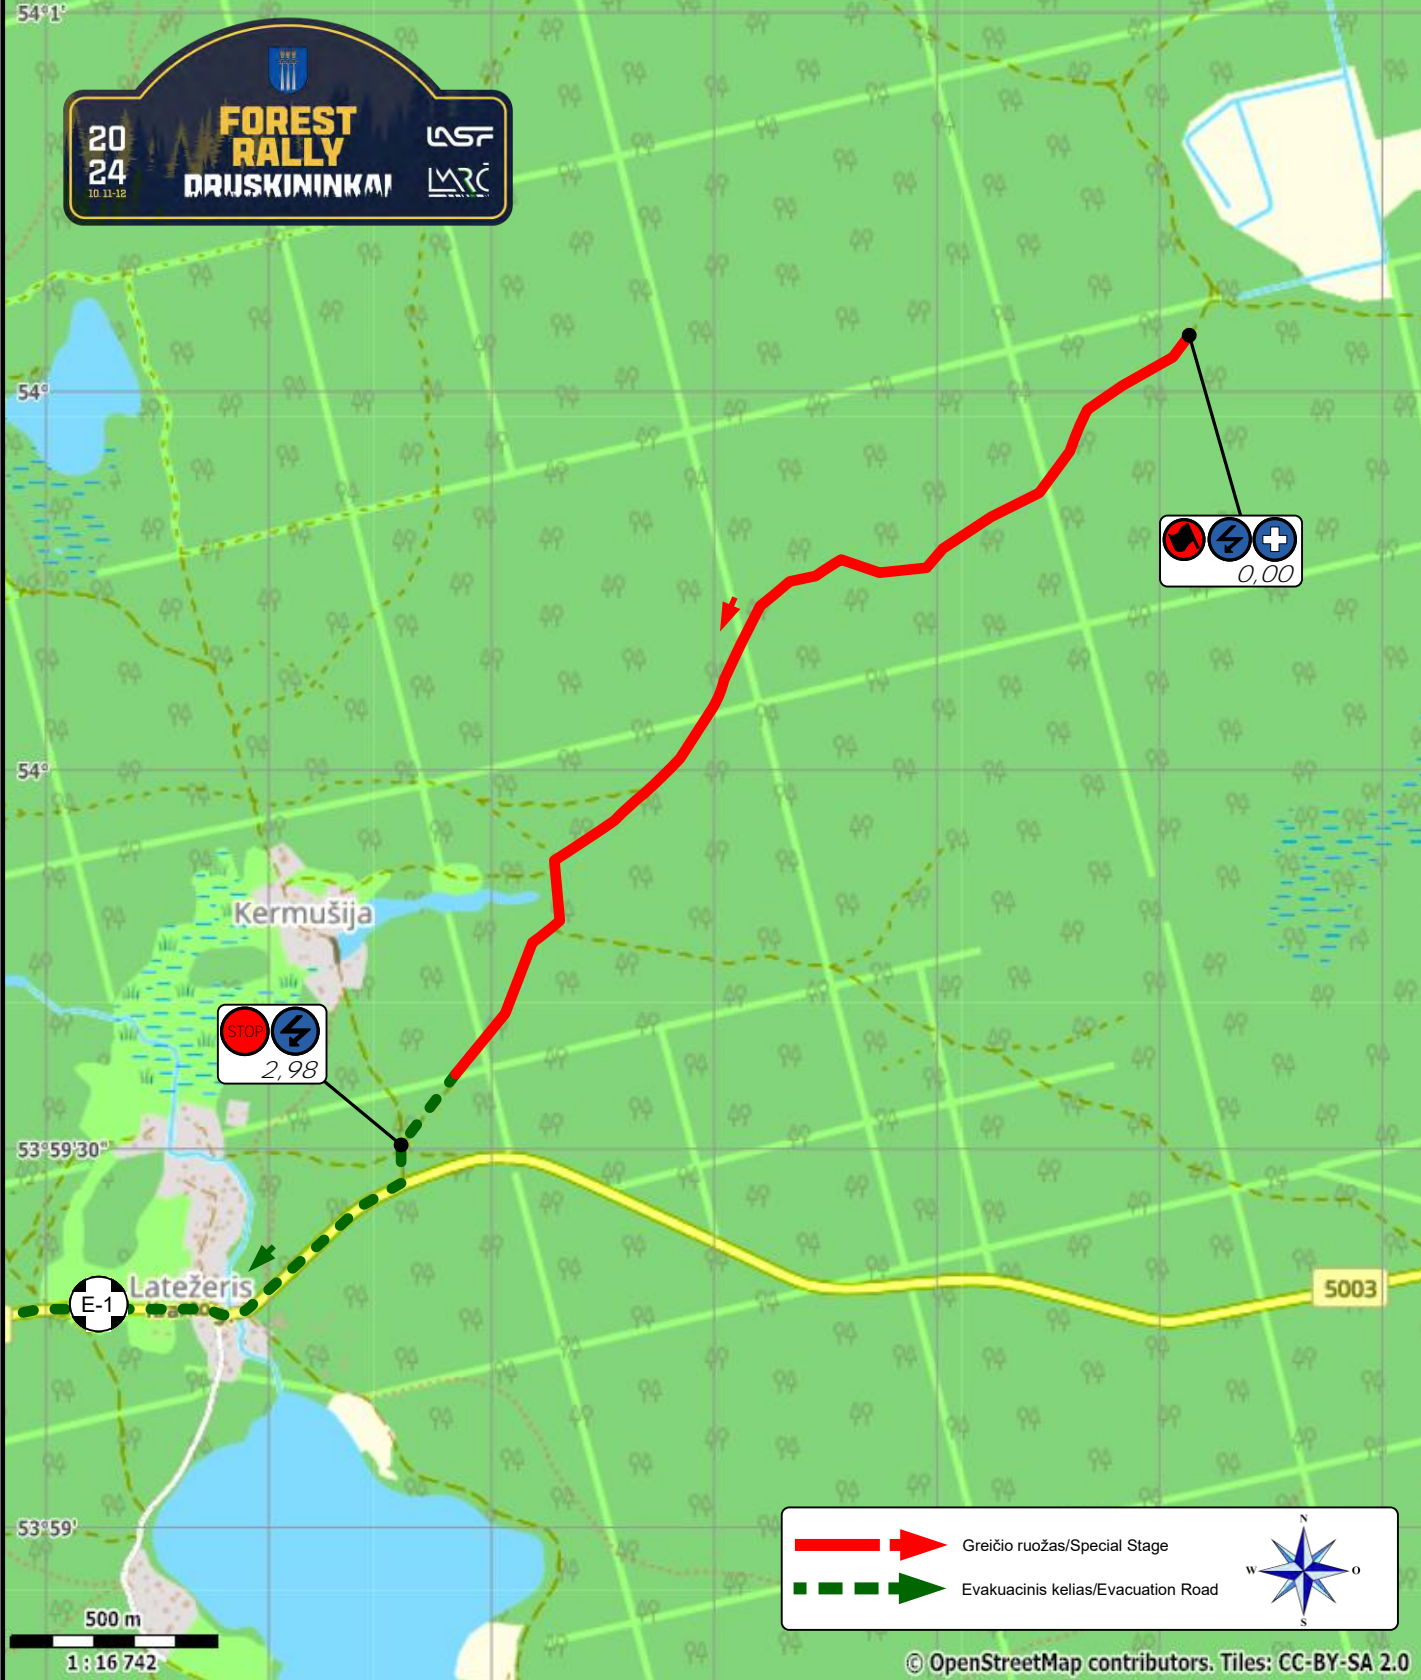 54°1'
20
24
10.11-12
FOREST
RALLY
DRUSKININKAI
LASF
LARČ
54°
0,00
54°
Kermušija
STOP
2,98
53°59'30"
Latežeris
E-1
5003
53°59'
500 m
1 : 16 742
Greičio ruožas/Special Stage
Evakuacinis kelias/Evacuation Road
N
W
O
S
© OpenStreetMap contributors. Tiles: CC-BY-SA 2.0